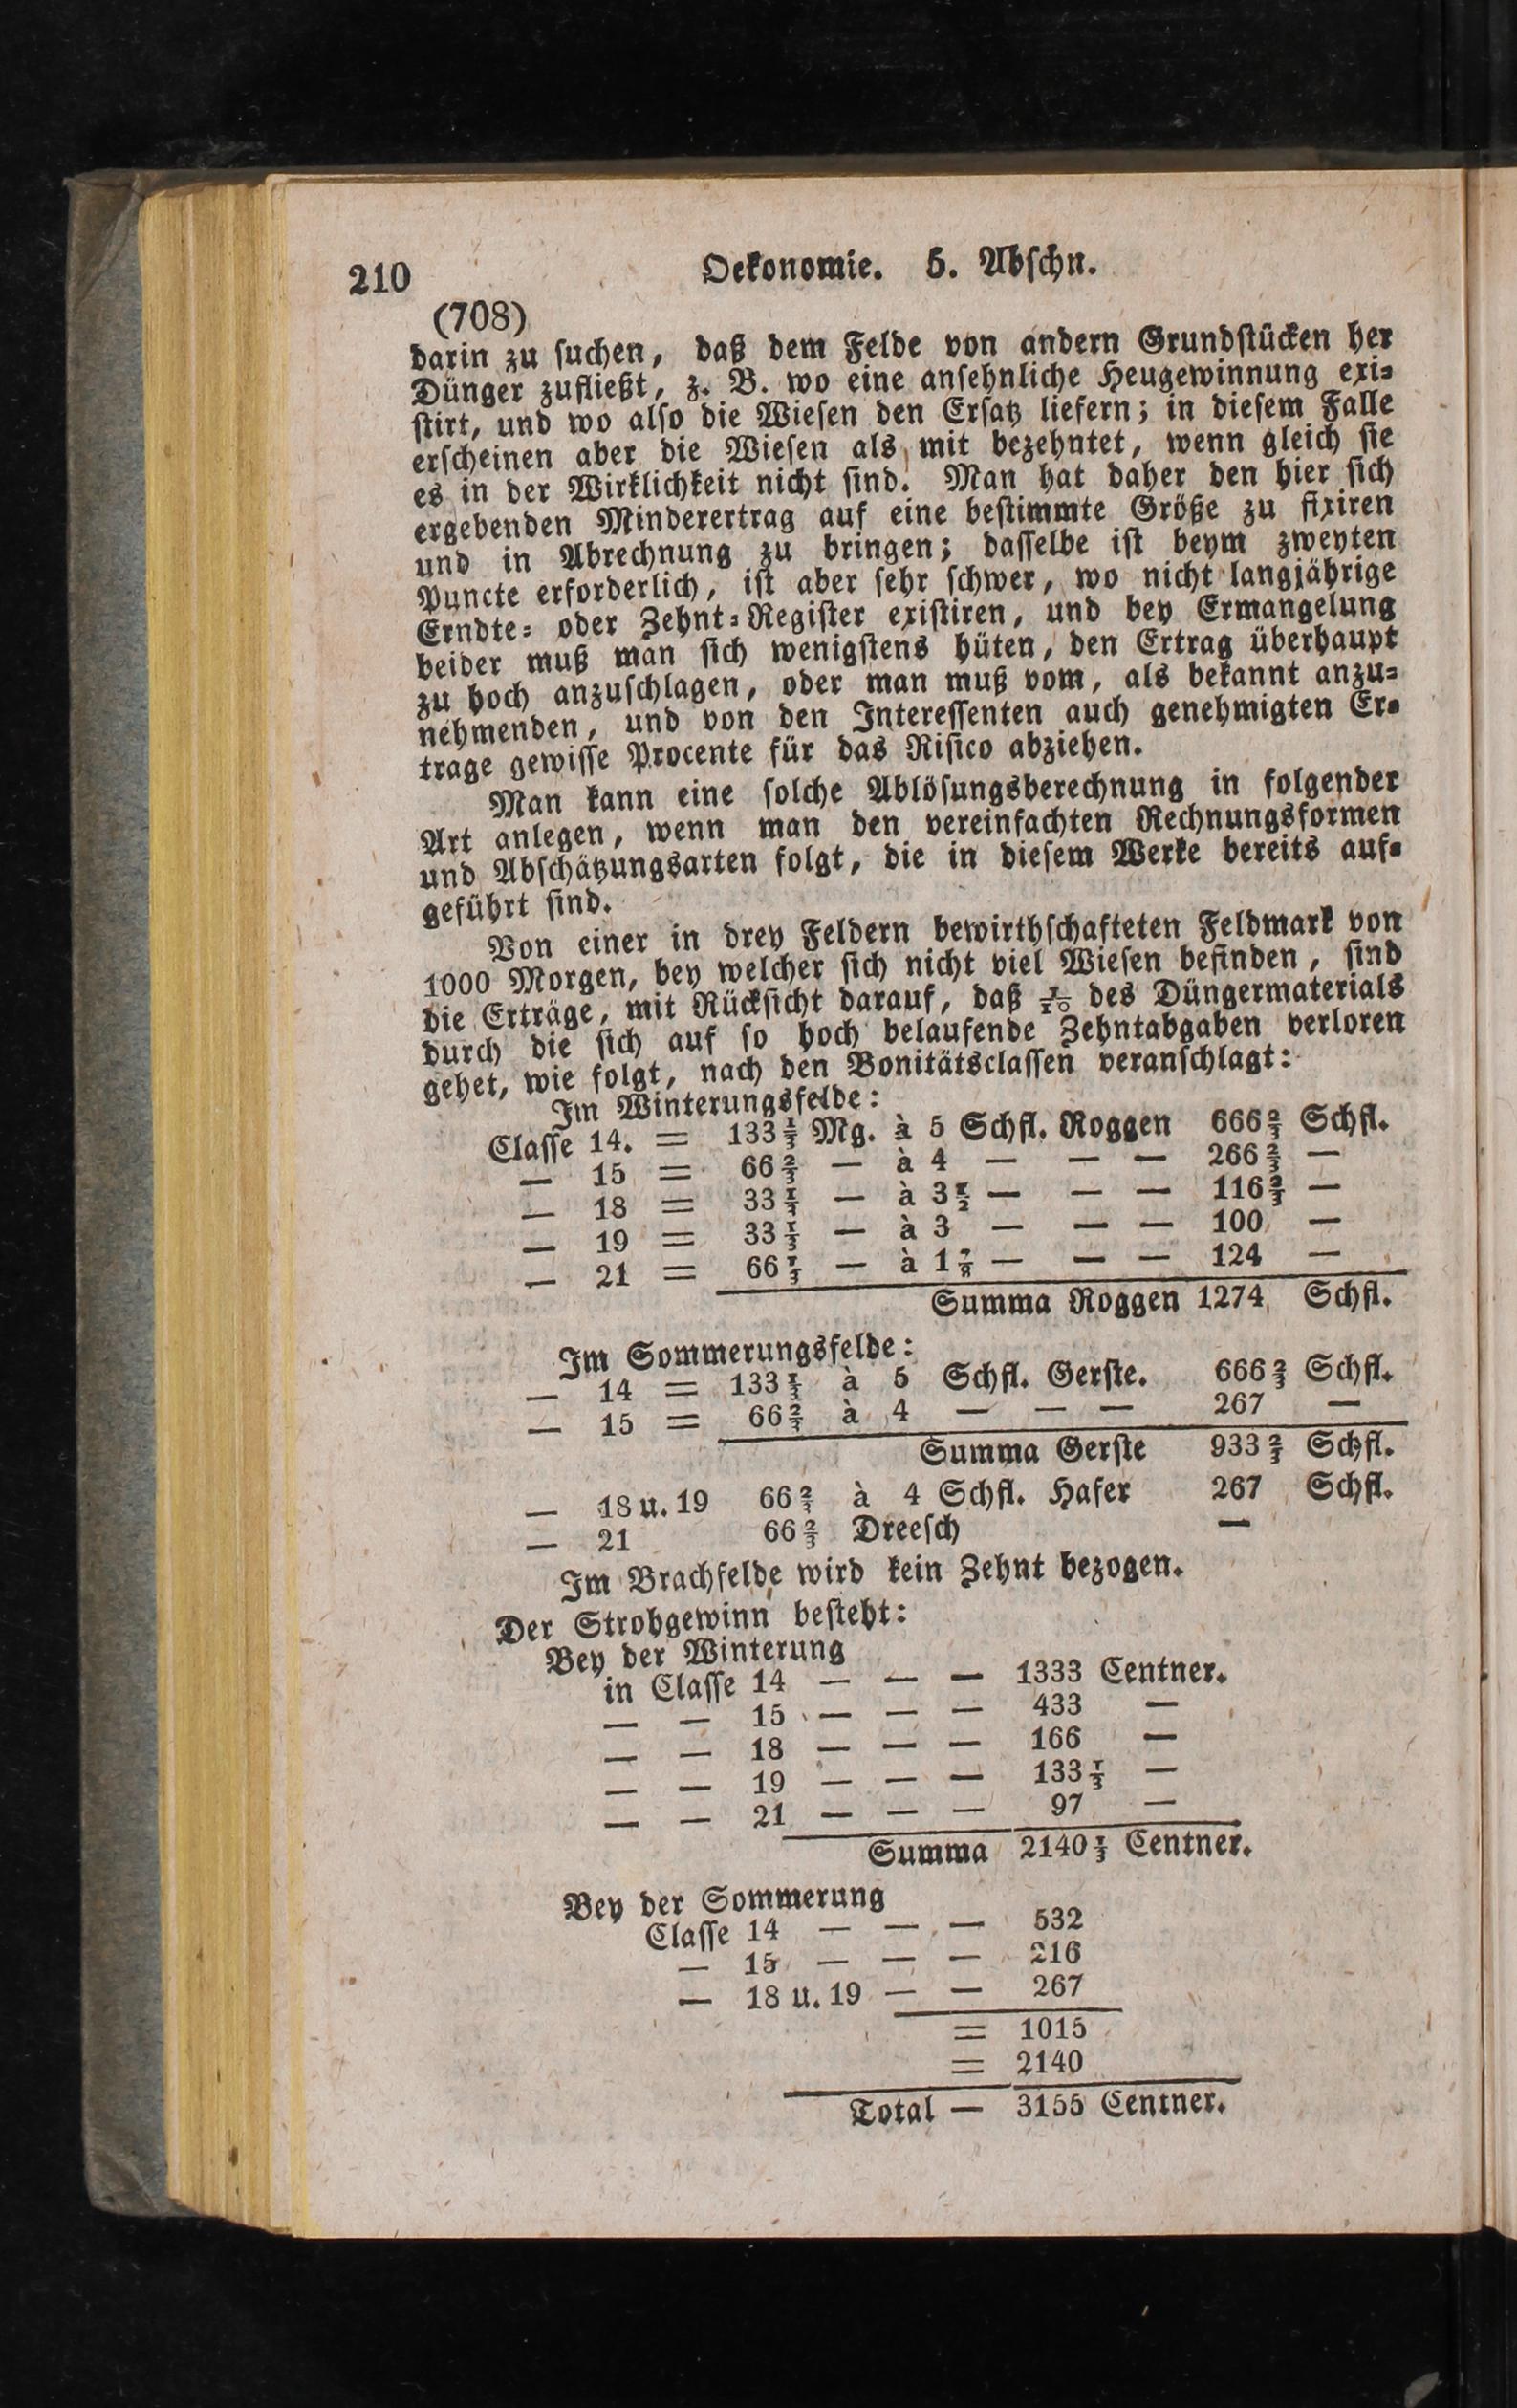 210 Oekonomie. 5. Abschn.
(708)
darin zu suchen, daß dem Felde von andern Grundstücken her
Dünger zufließt, z. B. wo eine ansehnliche Heugewinnung exi-
stirt, und wo also die Wiesen den Ersatz liefern; in diesem Falle
erscheinen aber die Wiesen als mit bezehntet, wenn gleich sie
es in der Wirklichkeit nicht sind. Man hat daher den hier sich
ergebenden Minderertrag auf eine bestimmte Größe zu fixiren
und in Abrechnung zu bringen; dasselbe ist beym zweyten
Puncte erforderlich, ist aber sehr schwer, wo nicht langjährige
Erndte- oder Zehnt-Register existiren, und bey Ermangelung
beider muß man sich wenigstens hüten, den Ertrag überhaupt
zu hoch anzuschlagen, oder man muß vom, als bekannt anzu-
nehmenden, und von den Interessenten auch genehmigten Er-
trage gewisse Procente für das Risico abziehen.
Man kann eine solche Ablösungsberechnung in folgender
Art anlegen, wenn man den vereinfachten Rechnungsformen
und Abschätzungsarten folgt, die in diesem Werke bereits auf-
geführt sind.
Von einer in drey Feldern bewirthschafteten Feldmark von
1000 Morgen, bey welcher sich nicht viel Wiesen befinden, sind
die Erträge, mit Rücksicht darauf, daß 1/10 des Düngermaterials
durch die sich auf so hoch belaufende Zehntabgaben verloren
gehet, wie folgt, nach den Bonitätsclassen veranschlagt:
Im Winterungsfelde:
Classe 14. = 133 1/3 Mg. à 5 Schfl. Roggen 666 2/3 Schfl.
— 15 = 66 2/3 — à 4 — — — 266 2/3 —
— 18 = 33 1/3 — à 3 1/2 — — — 116 2/3 —
— 19 = 33 1/3 — à 3 — — — 100 —
— 21 = 66 1/3 — à 1 7/8 — — — 124 —
Summa Roggen 1274 Schfl.
Im Sommerungsfelde:
— 14 = 133 1/3 à 5 Schfl. Gerste. 666 2/3 Schfl.
— 15 = 66 2/3 à 4 — — — 267 —
Summa Gerste 933 2/3 Schfl.
— 18 u. 19 66 2/3 à 4 Schfl. Hafer 267 Schfl.
— 21 66 2/3 Dreesch —
Im Brachfelde wird kein Zehnt bezogen.
Der Strohgewinn besteht:
Bey der Winterung
in Classe 14 — — — 1333 Centner.
— — 15 — — — 433 —
— — 18 — — — 166 —
— — 19 — — — 133 1/3 —
— — 21 — — — 97 —
Summa 2140 1/3 Centner.
Bey der Sommerung
Classe 14 — — — 532
— 15 — — — 216
— 18 u. 19 — — 267
= 1015
= 2140
Total — 3155 Centner.